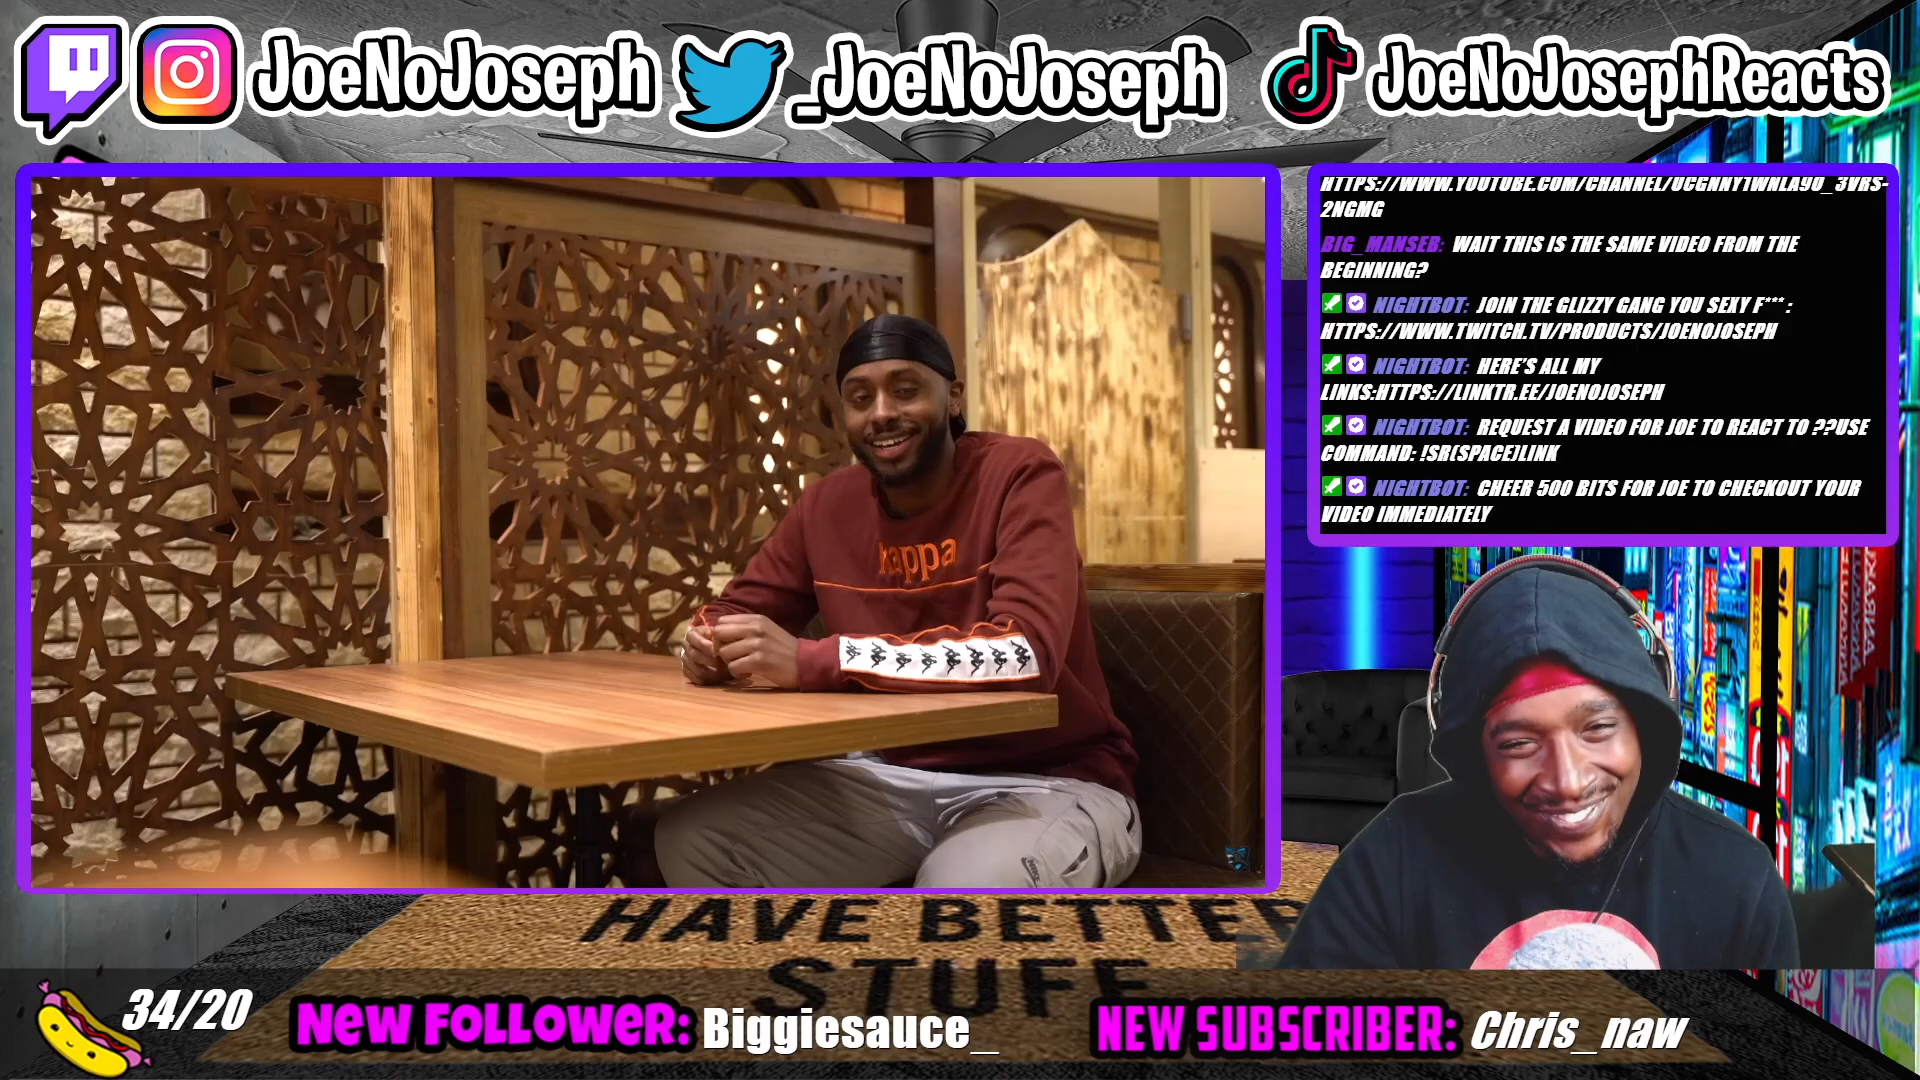 JoeNoJoseph
_JoeNoJoseph
JoeNoJosephReacts
HTTPS://WWW.YOUTUBE.COM/CHANNEL/UCGNNY1WNLA9U_3VRS-
2NGMG
BIG_MANSEB: WAIT THIS IS THE SAME VIDEO FROM THE
BEGINNING?
NIGHTBOT: JOIN THE GLIZZY GANG YOU SEXY F*** :
HTTPS://WWW.TWITCH.TV/PRODUCTS/JOENOJOSEPH
NIGHTBOT: HERE'S ALL MY
LINKS:HTTPS://LINKTR.EE/JOENOJOSEPH
NIGHTBOT: REQUEST A VIDEO FOR JOE TO REACT TO ??USE
COMMAND: !SR(SPACE)LINK
NIGHTBOT: CHEER 500 BITS FOR JOE TO CHECKOUT YOUR
VIDEO IMMEDIATELY
kappa
HAVE BETTER
STUFF
34/20
NEW FOLLOWER: Biggiesauce_
NEW SUBSCRIBER: Chris_naw